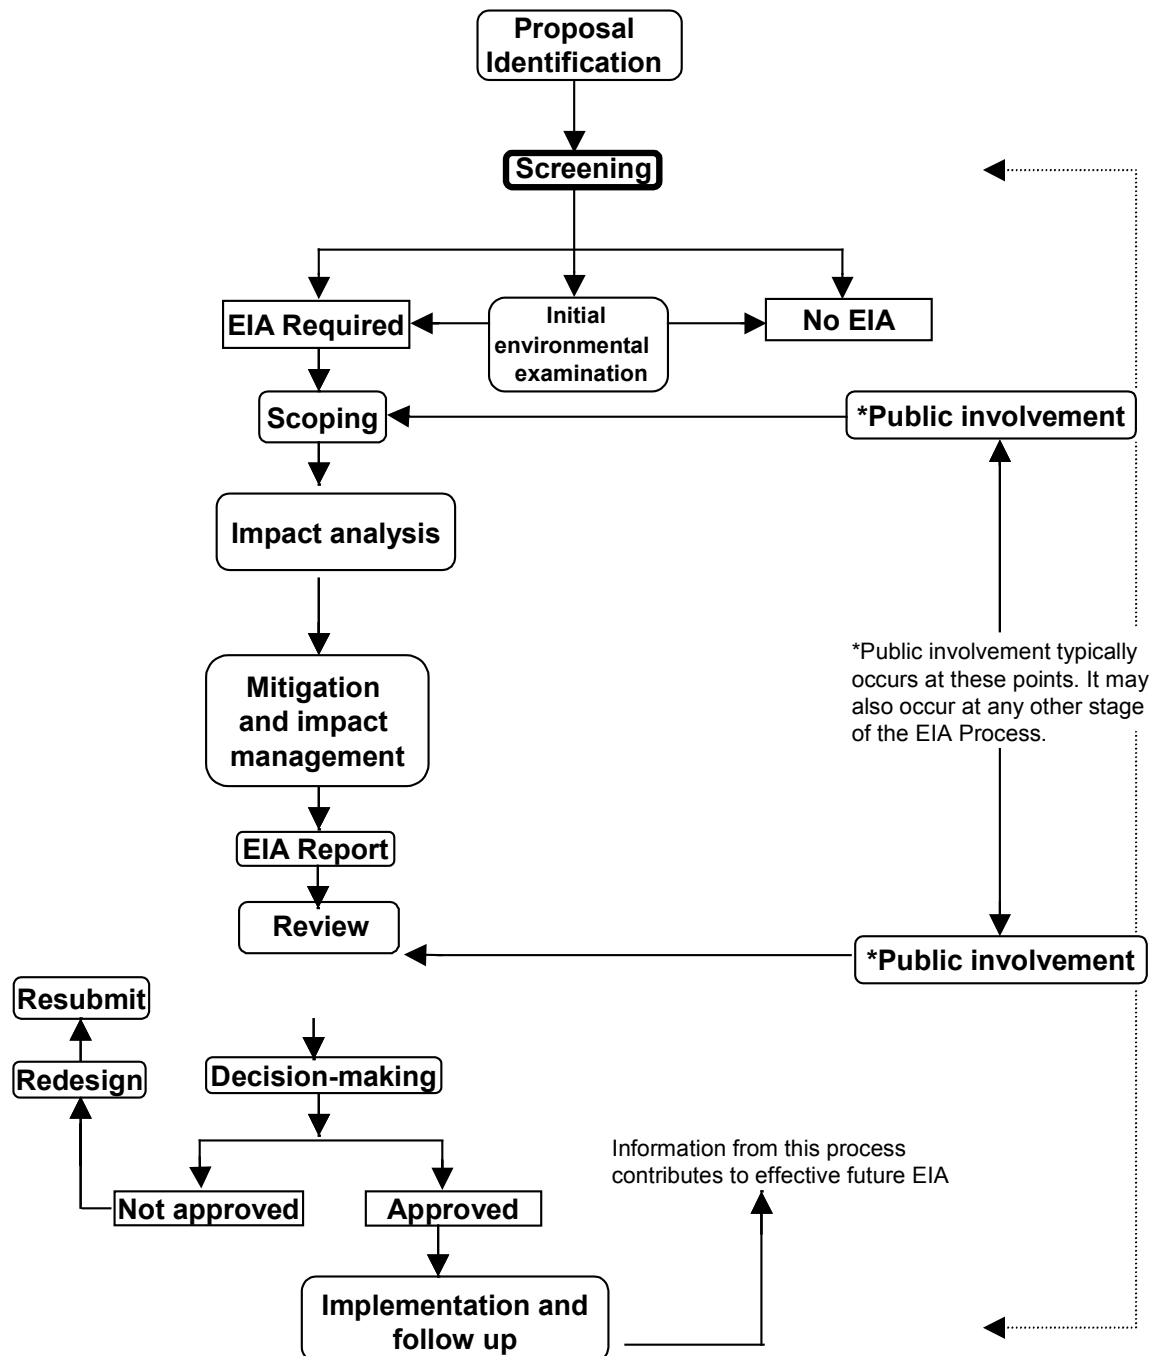 Proposal
Identification
Screening
EIA Required
Initial
environmental
examination
No EIA
Scoping
*Public involvement
Impact analysis
*Public involvement typically
occurs at these points. It may
also occur at any other stage
of the EIA Process.
Mitigation
and impact
management
EIA Report
Review
*Public involvement
Resubmit
Redesign
Decision-making
Information from this process
contributes to effective future EIA
Not approved
Approved
Implementation and
follow up